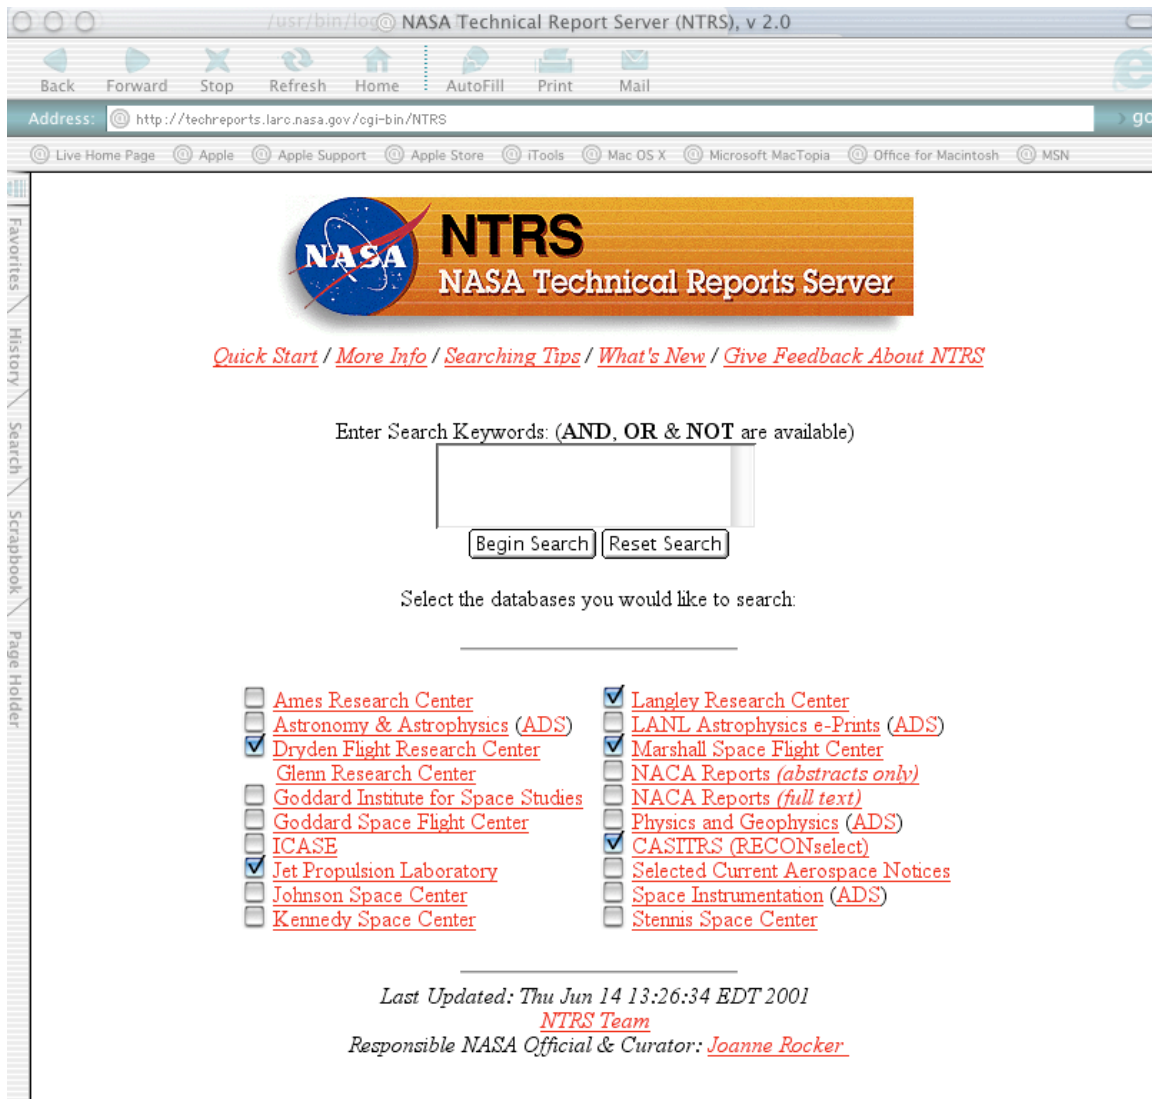 /usr/bin/log @ NASA Technical Report Server (NTRS), v 2.0
Back Forward Stop Refresh Home AutoFill Print Mail
Address: @ http://techreports.larc.nasa.gov/cgi-bin/NTRS go
@ Live Home Page @ Apple @ Apple Support @ Apple Store @ iTools @ Mac OS X @ Microsoft MacTopia @ Office for Macintosh @ MSN
Favorites
History
Search
Scrapbook
Page Holder
NASA
NTRS
NASA Technical Reports Server
Quick Start / More Info / Searching Tips / What's New / Give Feedback About NTRS
Enter Search Keywords: (AND, OR & NOT are available)
Begin Search Reset Search
Select the databases you would like to search:
Ames Research Center
Astronomy & Astrophysics (ADS)
Dryden Flight Research Center
Glenn Research Center
Goddard Institute for Space Studies
Goddard Space Flight Center
ICASE
Jet Propulsion Laboratory
Johnson Space Center
Kennedy Space Center
Langley Research Center
LANL Astrophysics e-Prints (ADS)
Marshall Space Flight Center
NACA Reports (abstracts only)
NACA Reports (full text)
Physics and Geophysics (ADS)
CASITRS (RECONselect)
Selected Current Aerospace Notices
Space Instrumentation (ADS)
Stennis Space Center
Last Updated: Thu Jun 14 13:26:34 EDT 2001
NTRS Team
Responsible NASA Official & Curator: Joanne Rocker